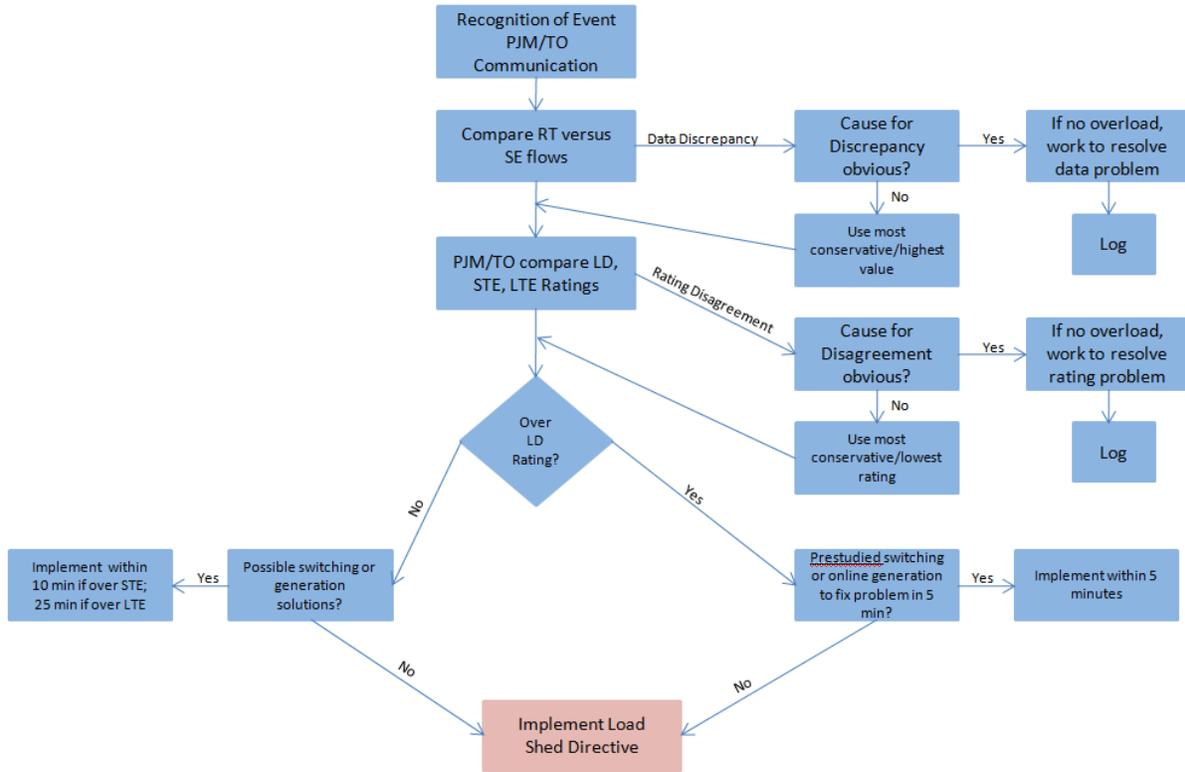 Recognition of Event
PJM/TO
Communication
Compare RT versus
SE flows
Data Discrepancy
Cause for
Discrepancy
obvious?
Yes
If no overload,
work to resolve
data problem
No
Use most
conservative/highest
value
Log
PJM/TO compare LD,
STE, LTE Ratings
Rating Disagreement
Cause for
Disagreement
obvious?
Yes
If no overload,
work to resolve
rating problem
No
Use most
conservative/lowest
rating
Log
Over
LD
Rating?
No
Yes
Implement within
10 min if over STE;
25 min if over LTE
Yes
Possible switching or
generation
solutions?
Prestudied switching
or online generation
to fix problem in 5
min?
Yes
Implement within 5
minutes
No
No
Implement Load
Shed Directive